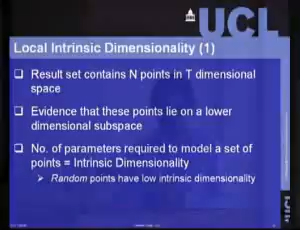 UCL
Local Intrinsic Dimensionality (1)
Result set contains N points in T dimensional
space
Evidence that these points lie on a lower
dimensional subspace
No. of parameters required to model a set of
points = Intrinsic Dimensionality
Random points have low intrinsic dimensionality